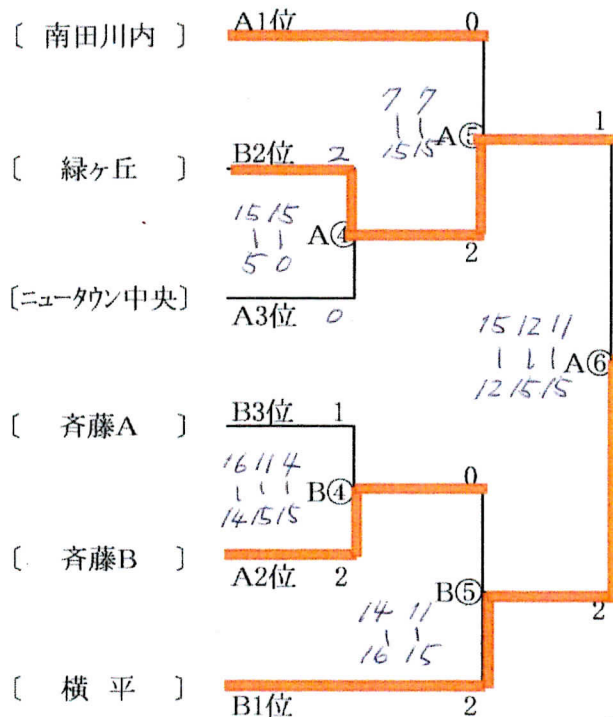 〔 南田川内 〕 A1位 0
7 7
15 15 A⑤ 1
〔 緑ヶ丘 〕 B2位 2
15 15
5 0 A④ 2
〔ニュータウン中央〕 A3位 0
15 12 11
12 15 15 A⑥
〔 斉藤A 〕 B3位 1
16 11 4
14 15 15 B④ 0
〔 斉藤B 〕 A2位 2
B⑤ 2
14 11
16 15
〔 横 平 〕 B1位 2